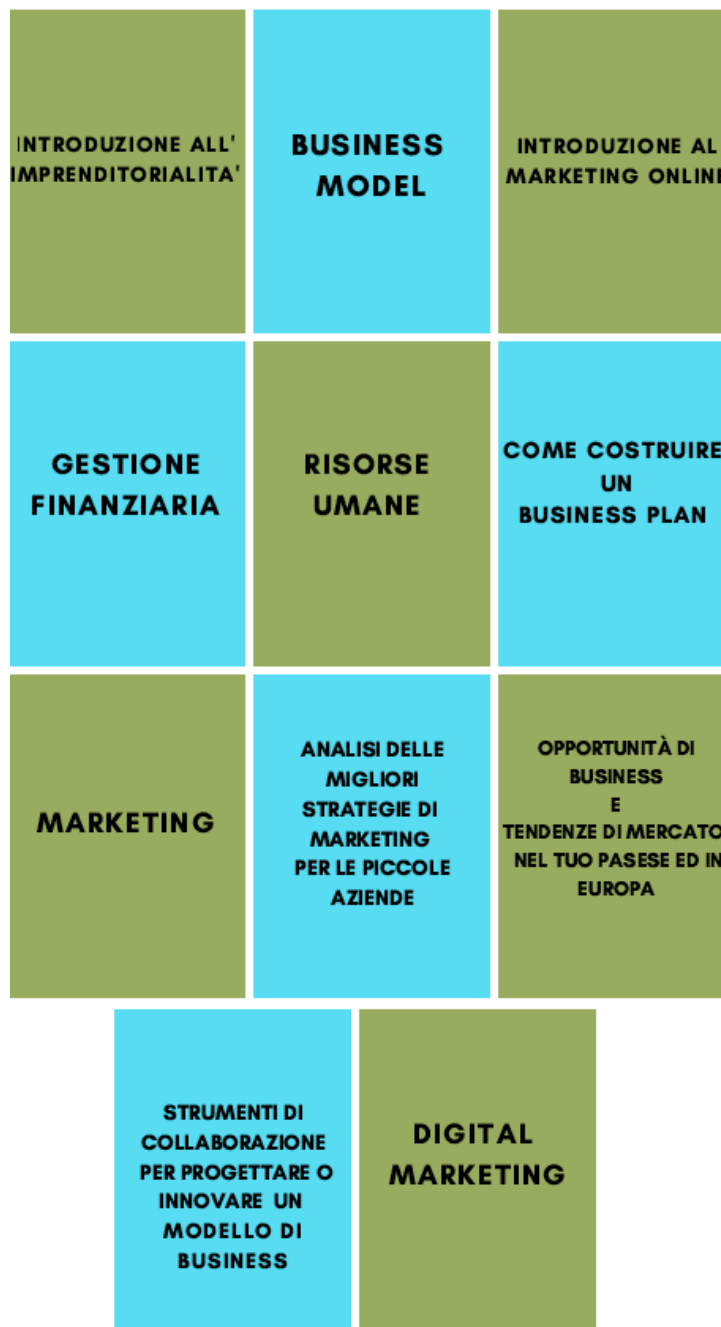 INTRODUZIONE ALL'
IMPRENDITORIALITA'
BUSINESS
MODEL
INTRODUZIONE AL
MARKETING ONLINE
GESTIONE
FINANZIARIA
RISORSE
UMANE
COME COSTRUIRE
UN
BUSINESS PLAN
MARKETING
ANALISI DELLE
MIGLIORI
STRATEGIE DI
MARKETING
PER LE PICCOLE
AZIENDE
OPPORTUNITÀ DI
BUSINESS
E
TENDENZE DI MERCATO
NEL TUO PASESE ED IN
EUROPA
STRUMENTI DI
COLLABORAZIONE
PER PROGETTARE O
INNOVARE UN
MODELLO DI
BUSINESS
DIGITAL
MARKETING